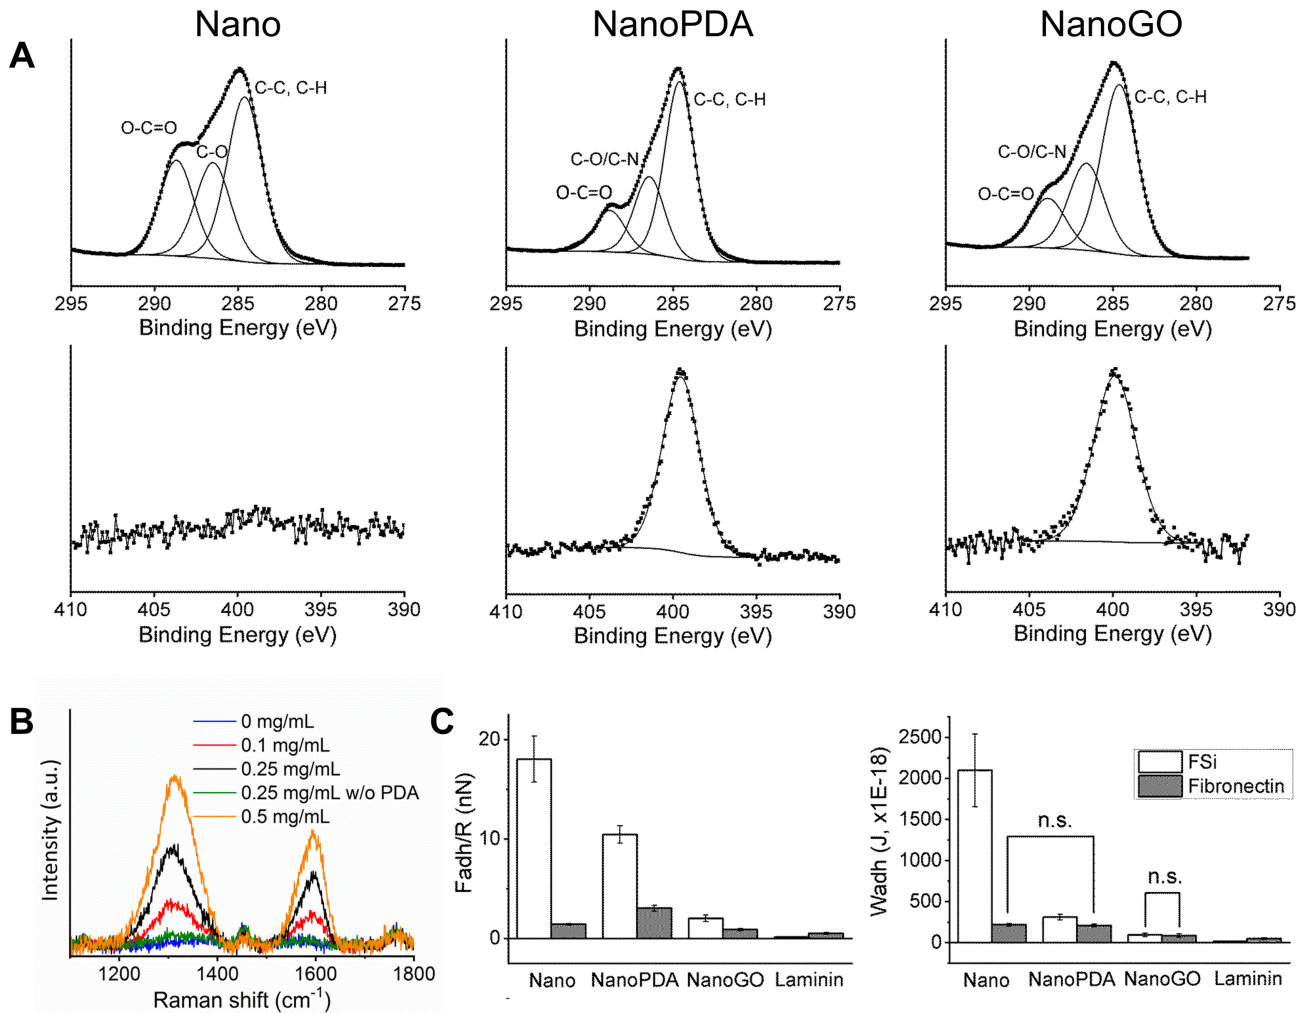 Nano
NanoPDA
NanoGO
A
O-C=O
C-O
C-C, C-H
295 290 285 280 275
Binding Energy (eV)
C-C, C-H
C-O/C-N
O-C=O
295 290 285 280 275
Binding Energy (eV)
C-C, C-H
C-O/C-N
O-C=O
295 290 285 280 275
Binding Energy (eV)
410 405 400 395 390
Binding Energy (eV)
410 405 400 395 390
Binding Energy (eV)
410 405 400 395 390
Binding Energy (eV)
B
Intensity (a.u.)
0 mg/mL
0.1 mg/mL
0.25 mg/mL
0.25 mg/mL w/o PDA
0.5 mg/mL
1200 1400 1600 1800
Raman shift (cm⁻¹)
C
Fadh/R (nN)
20
10
0
Nano NanoPDA NanoGO Laminin
Wadh (J, x1E-18)
2500
2000
1500
1000
500
250
0
FSi
Fibronectin
n.s.
n.s.
Nano NanoPDA NanoGO Laminin